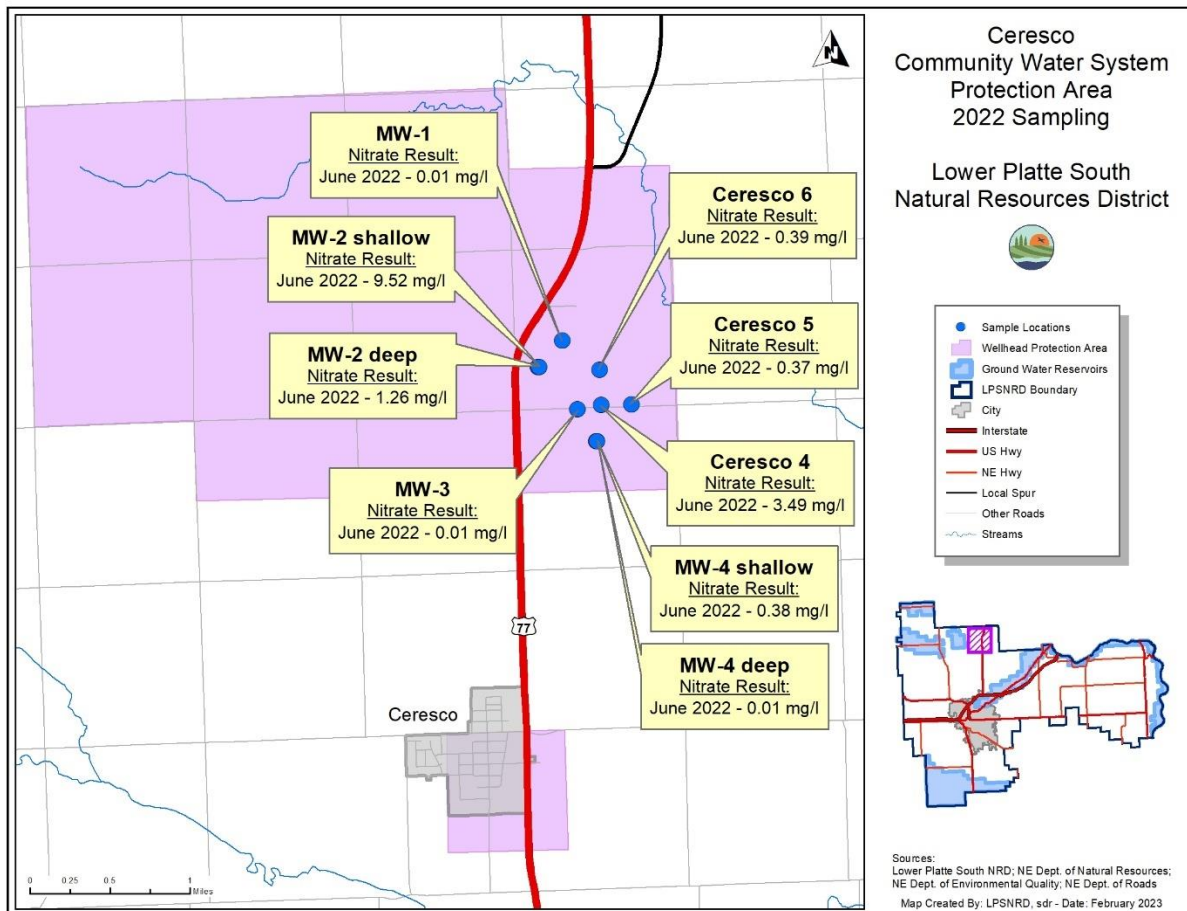 Ceresco
Community Water System
Protection Area
2022 Sampling
Lower Platte South
Natural Resources District
N
MW-1
Nitrate Result:
June 2022 - 0.01 mg/l
MW-2 shallow
Nitrate Result:
June 2022 - 9.52 mg/l
MW-2 deep
Nitrate Result:
June 2022 - 1.26 mg/l
MW-3
Nitrate Result:
June 2022 - 0.01 mg/l
Ceresco 6
Nitrate Result:
June 2022 - 0.39 mg/l
Ceresco 5
Nitrate Result:
June 2022 - 0.37 mg/l
Ceresco 4
Nitrate Result:
June 2022 - 3.49 mg/l
MW-4 shallow
Nitrate Result:
June 2022 - 0.38 mg/l
MW-4 deep
Nitrate Result:
June 2022 - 0.01 mg/l
77
Ceresco
0 0.25 0.5 1
Miles
Sample Locations
Wellhead Protection Area
Ground Water Reservoirs
LPSNRD Boundary
City
Interstate
US Hwy
NE Hwy
Local Spur
Other Roads
Streams
Sources:
Lower Platte South NRD; NE Dept. of Natural Resources;
NE Dept. of Environmental Quality; NE Dept. of Roads
Map Created By: LPSNRD, sdr - Date: February 2023